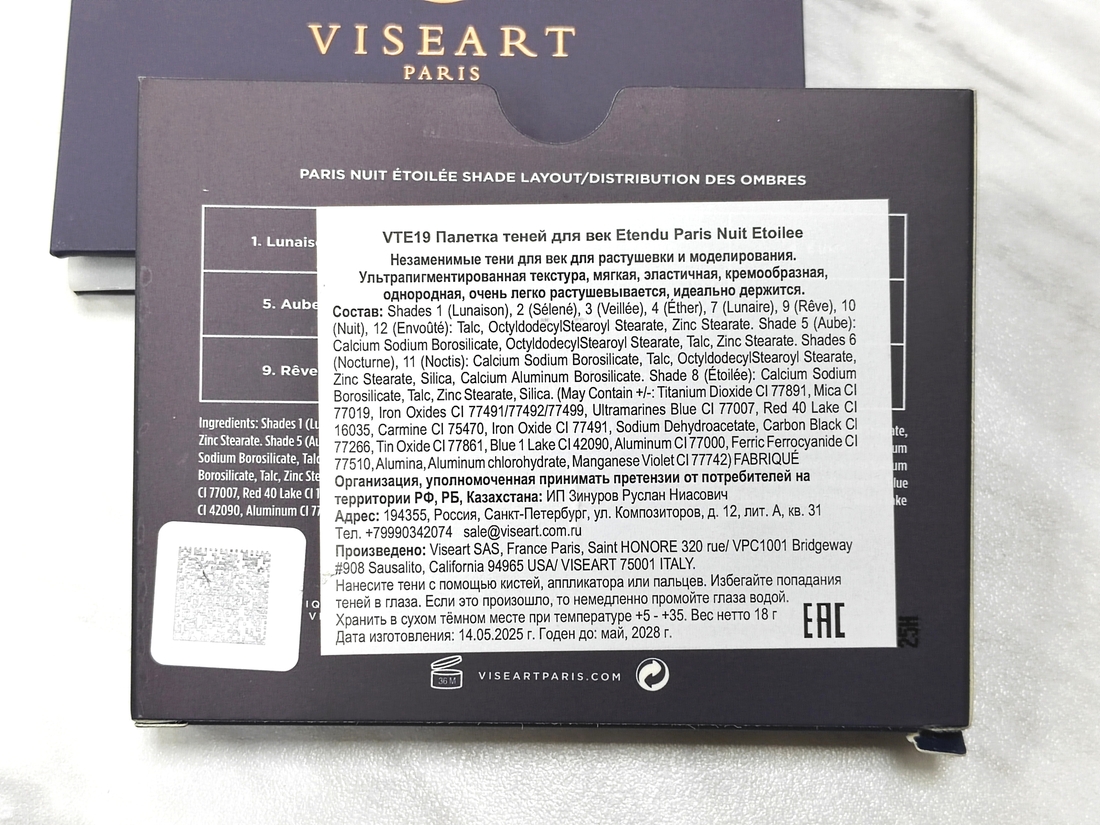 VISEART
PARIS
PARIS NUIT ÉTOILÉE SHADE LAYOUT/DISTRIBUTION DES OMBRES
1. Lunais
5. Aube
9. Rêve
VTE19 Палетка теней для век Etendu Paris Nuit Etoilee
Незаменимые тени для век для растушевки и моделирования.
Ультрапигментированная текстура, мягкая, эластичная, кремообразная,
однородная, очень легко растушевывается, идеально держится.
Состав: Shades 1 (Lunaison), 2 (Séléné), 3 (Veillée), 4 (Éther), 7 (Lunaire), 9 (Rêve), 10
(Nuit), 12 (Envoûté): Talc, OctyldodecylStearoyl Stearate, Zinc Stearate. Shade 5 (Aube):
Calcium Sodium Borosilicate, OctyldodecylStearoyl Stearate, Talc, Zinc Stearate. Shades 6
(Nocturne), 11 (Noctis): Calcium Sodium Borosilicate, Talc, OctyldodecylStearoyl Stearate,
Zinc Stearate, Silica, Calcium Aluminum Borosilicate. Shade 8 (Étoilée): Calcium Sodium
Borosilicate, Talc, Zinc Stearate, Silica. (May Contain +/-: Titanium Dioxide CI 77891, Mica CI
77019, Iron Oxides CI 77491/77492/77499, Ultramarines Blue CI 77007, Red 40 Lake CI
16035, Carmine CI 75470, Iron Oxide CI 77491, Sodium Dehydroacetate, Carbon Black CI
77266, Tin Oxide CI 77861, Blue 1 Lake CI 42090, Aluminum CI 77000, Ferric Ferrocyanide CI
77510, Alumina, Aluminum chlorohydrate, Manganese Violet CI 77742) FABRIQUÉ
Организация, уполномоченная принимать претензии от потребителей на
территории РФ, РБ, Казахстана: ИП Зинуров Руслан Ниасович
Адрес: 194355, Россия, Санкт-Петербург, ул. Композиторов, д. 12, лит. А, кв. 31
Тел. +79990342074 sale@viseart.com.ru
Произведено: Viseart SAS, France Paris, Saint HONORE 320 rue/ VPC1001 Bridgeway
#908 Sausalito, California 94965 USA/ VISEART 75001 ITALY.
Нанесите тени с помощью кистей, аппликатора или пальцев. Избегайте попадания
теней в глаза. Если это произошло, то немедленно промойте глаза водой.
Хранить в сухом тёмном месте при температуре +5 - +35. Вес нетто 18 г
Дата изготовления: 14.05.2025 г. Годен до: май, 2028 г.
EAC
Ingredients: Shades 1 (Lu
Zinc Stearate. Shade 5 (Au
Sodium Borosilicate, Talc
Borosilicate, Talc, Zinc Ste
CI 77007, Red 40 Lake CI 1
CI 42090, Aluminum CI 77
25H
36 M
VISEARTPARIS.COM